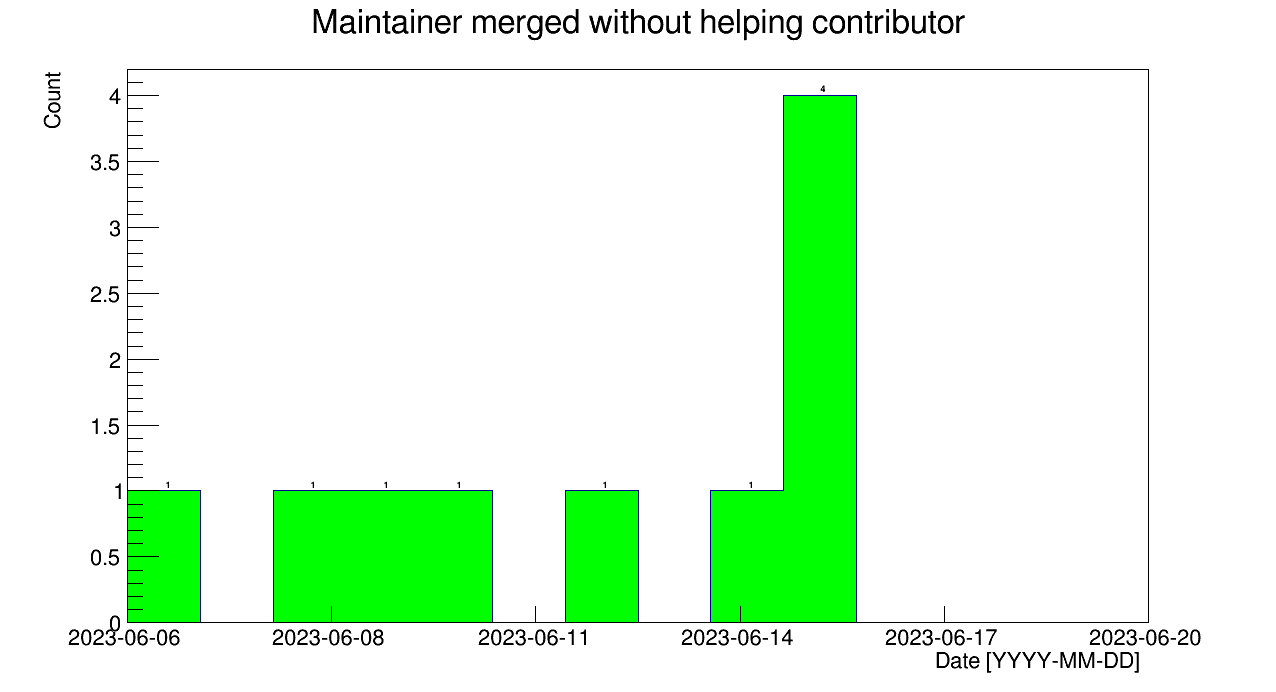 Maintainer merged without helping contributor
Count
4
3.5
3
2.5
2
1.5
1
0.5
0
1 1 1 1 1 1 4
2023-06-06 2023-06-08 2023-06-11 2023-06-14 2023-06-17 2023-06-20
Date [YYYY-MM-DD]